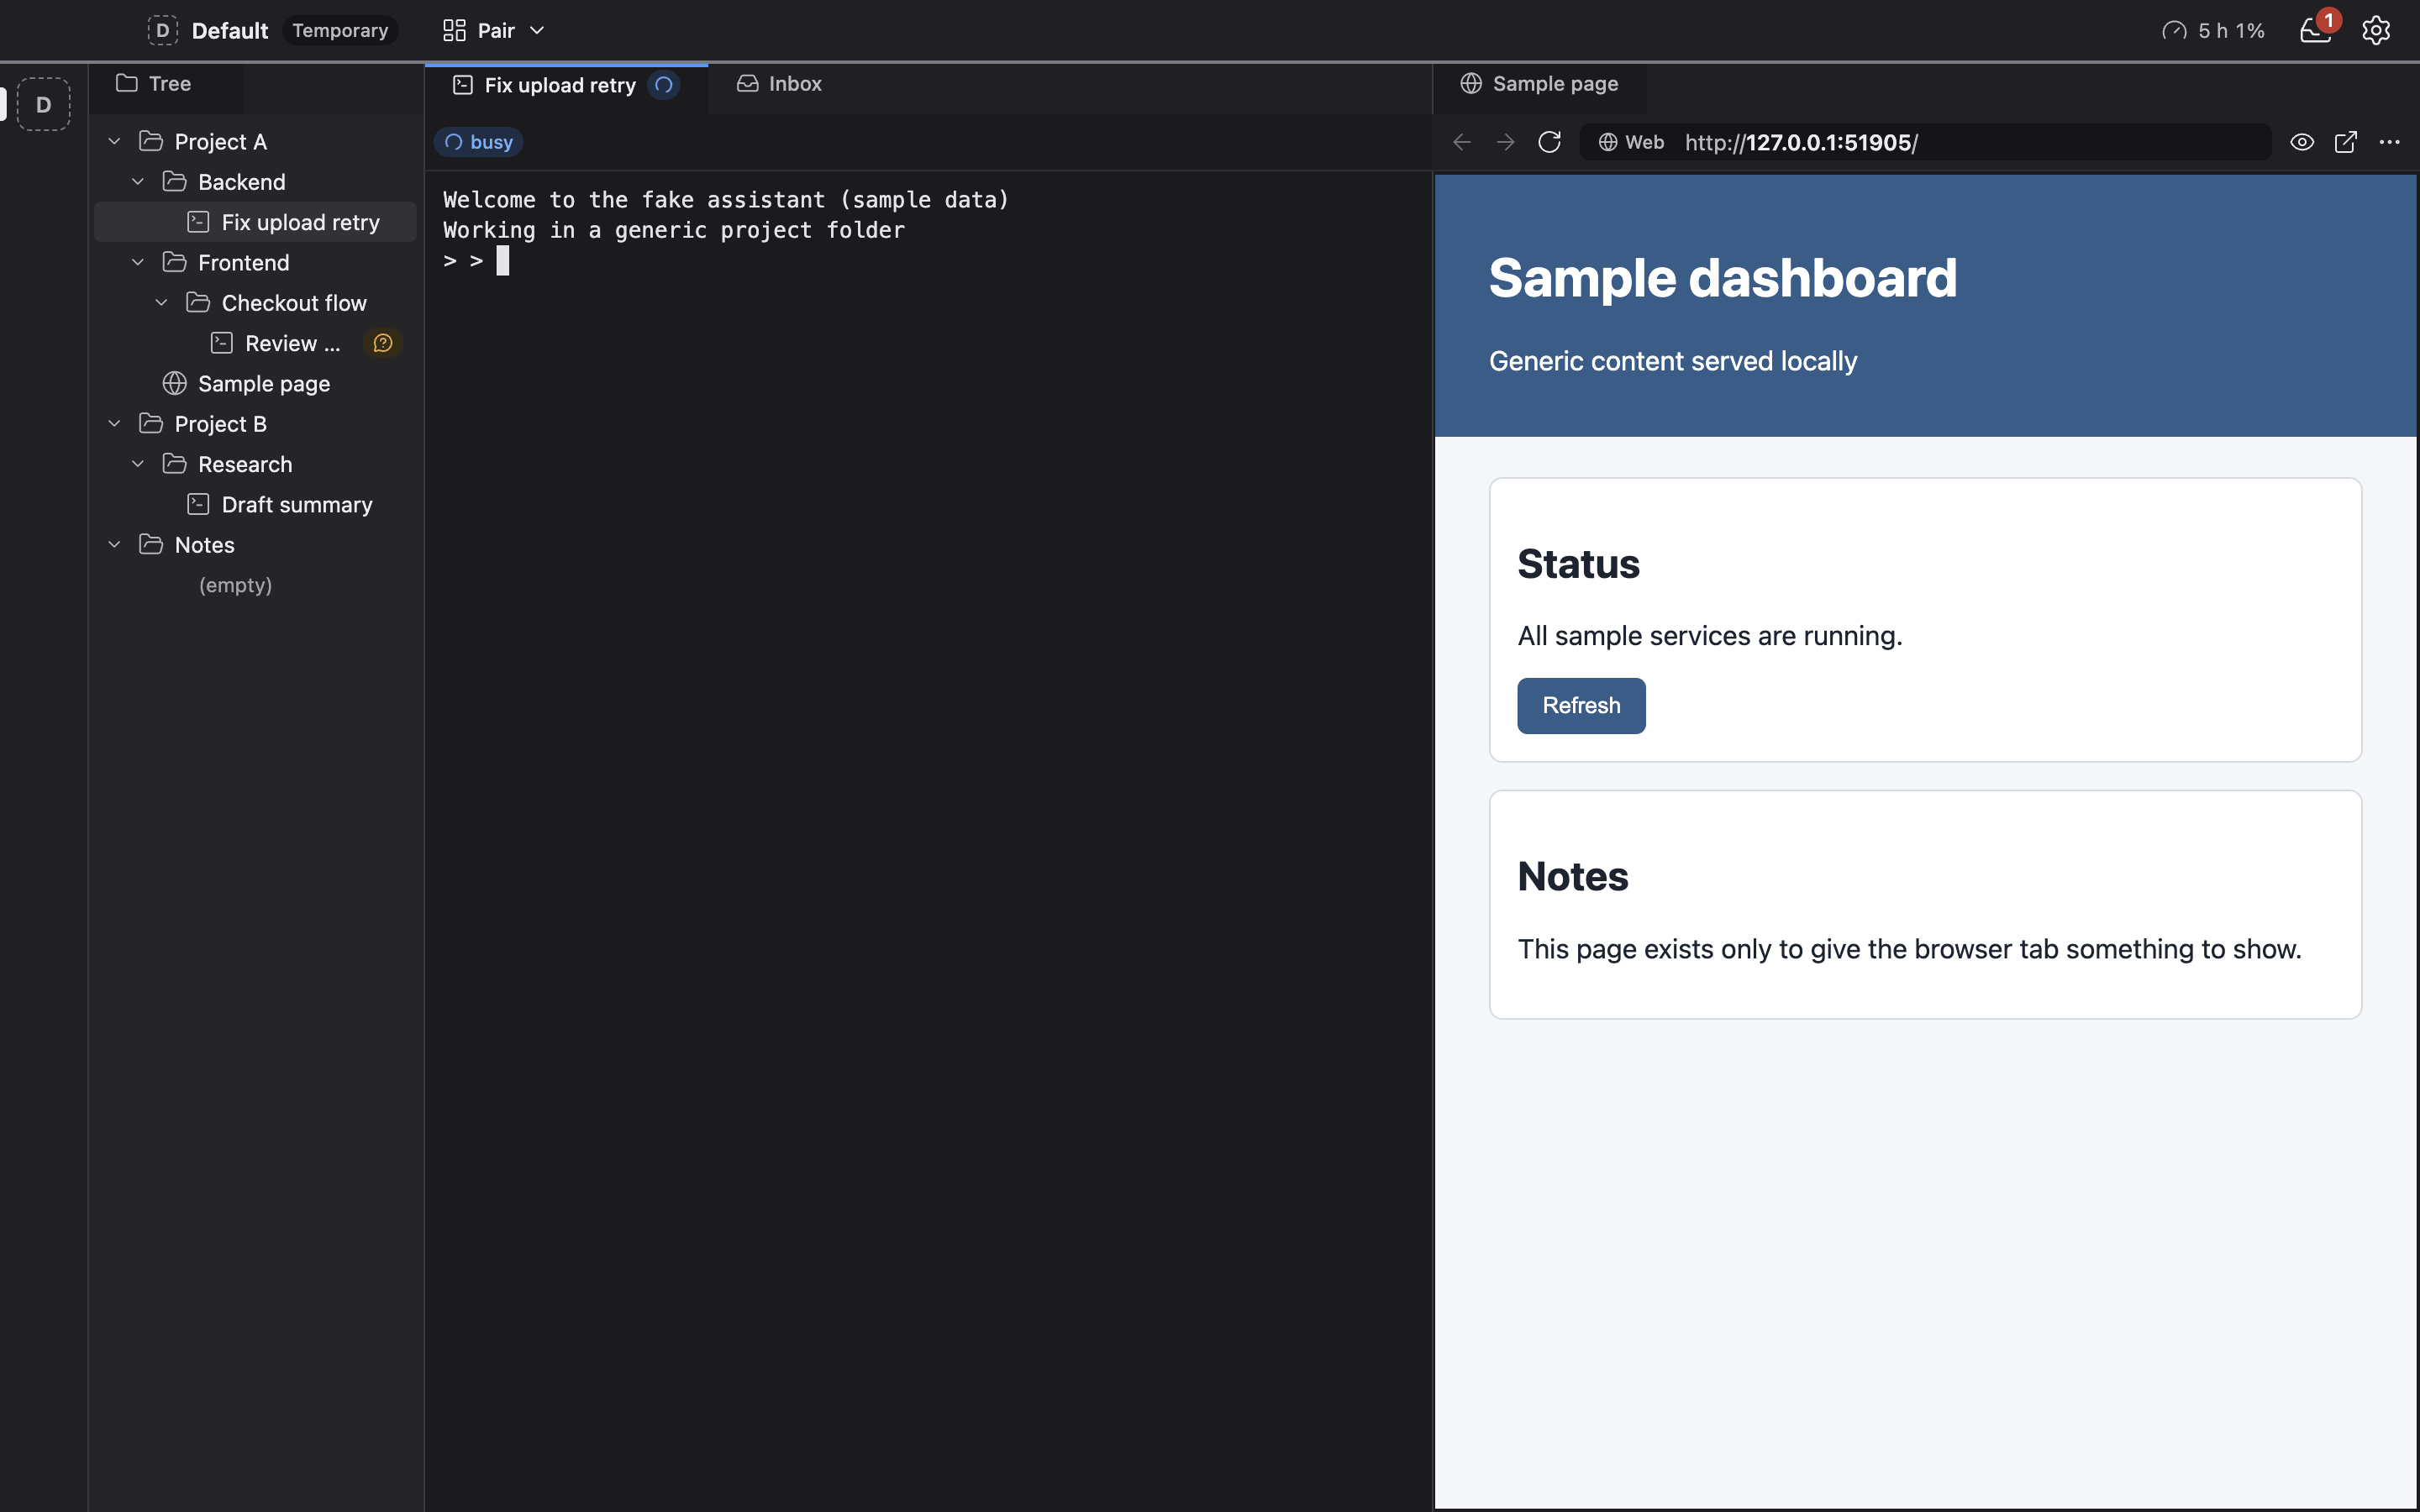 D Default Temporary
Pair
5 h 1%
1
D
Tree
Project A
Backend
Fix upload retry
Frontend
Checkout flow
Review ...
Sample page
Project B
Research
Draft summary
Notes
(empty)
Fix upload retry
Inbox
busy
Welcome to the fake assistant (sample data)
Working in a generic project folder
> >
Sample page
Web http://127.0.0.1:51905/
Sample dashboard
Generic content served locally
Status
All sample services are running.
Refresh
Notes
This page exists only to give the browser tab something to show.